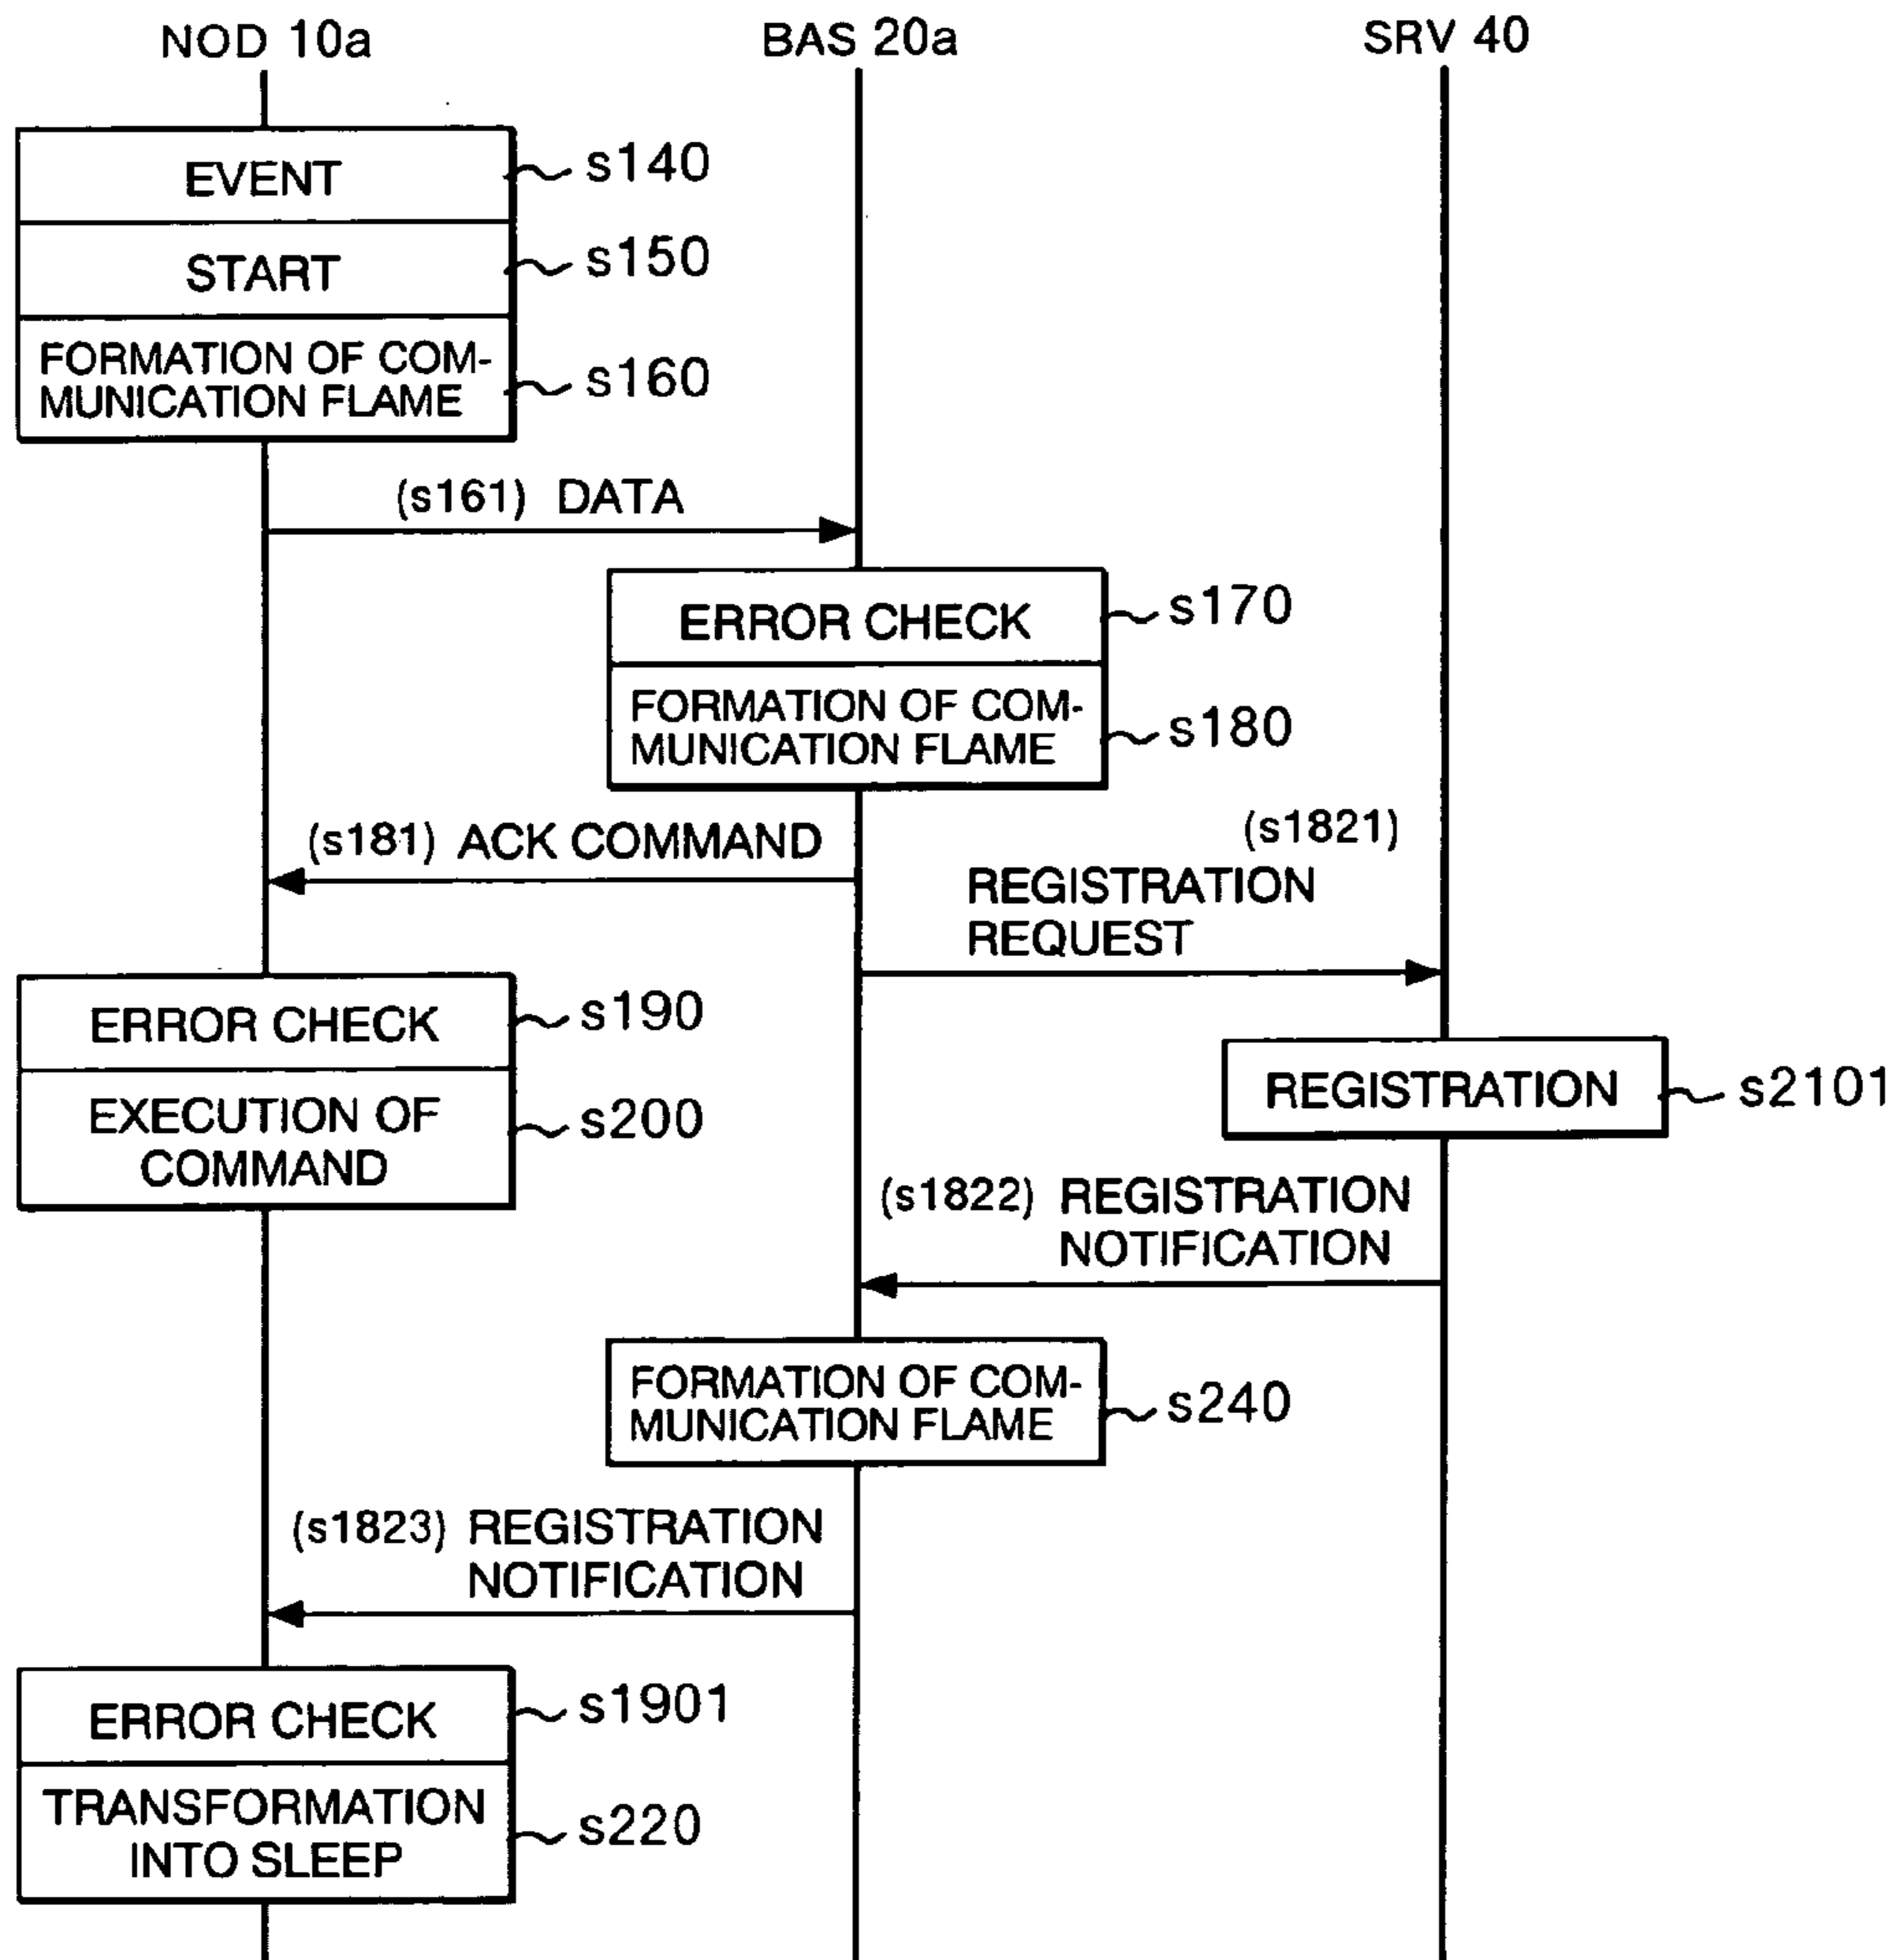 NOD 10a
BAS 20a
SRV 40
EVENT
s140
START
s150
FORMATION OF COM-
MUNICATION FLAME
s160
(s161) DATA
ERROR CHECK
s170
FORMATION OF COM-
MUNICATION FLAME
s180
(s181) ACK COMMAND
(s1821)
REGISTRATION
REQUEST
ERROR CHECK
s190
EXECUTION OF
COMMAND
s200
REGISTRATION
s2101
(s1822) REGISTRATION
NOTIFICATION
FORMATION OF COM-
MUNICATION FLAME
s240
(s1823) REGISTRATION
NOTIFICATION
ERROR CHECK
s1901
TRANSFORMATION
INTO SLEEP
s220